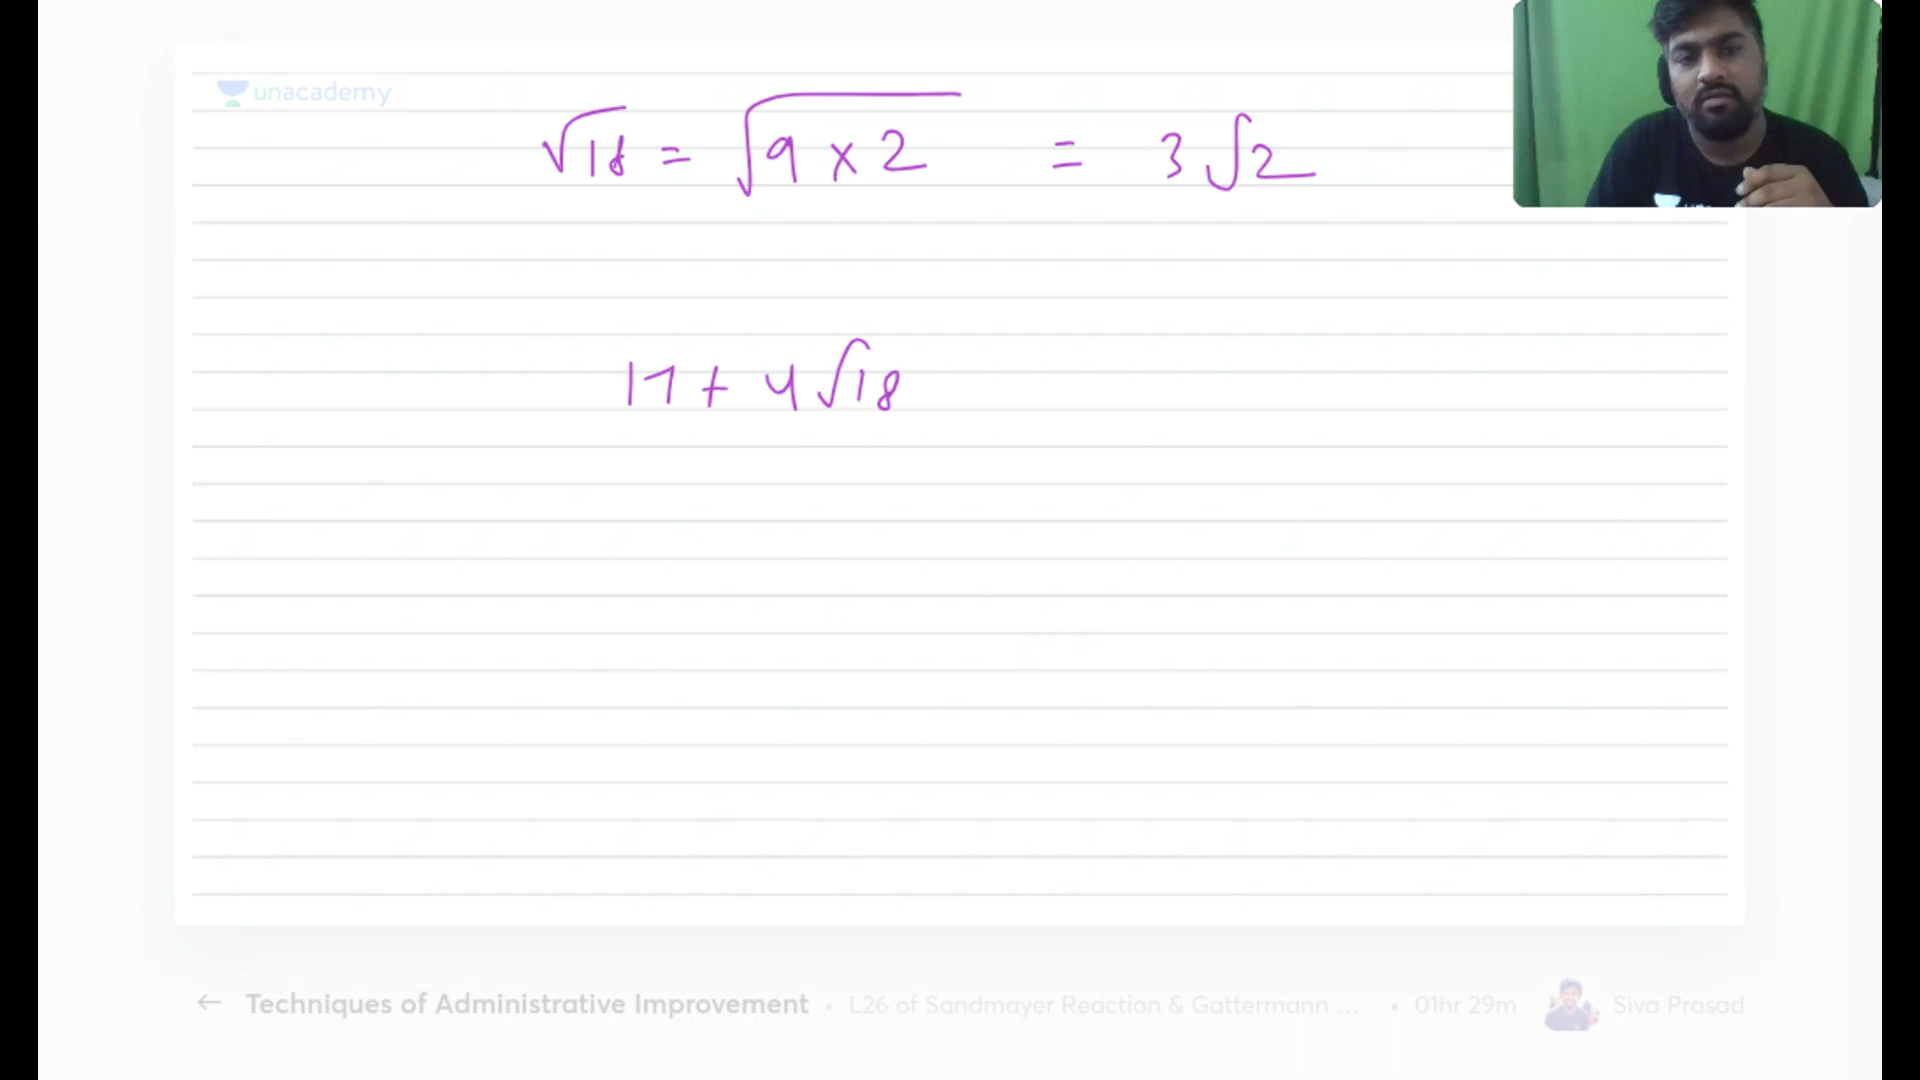 unacademy
√18 = √9 x 2 = 3√2
17 + 4√18
← Techniques of Administrative Improvement • L26 of Sandmayer Reaction & Gattermann ... • 01hr 29m Siva Prasad